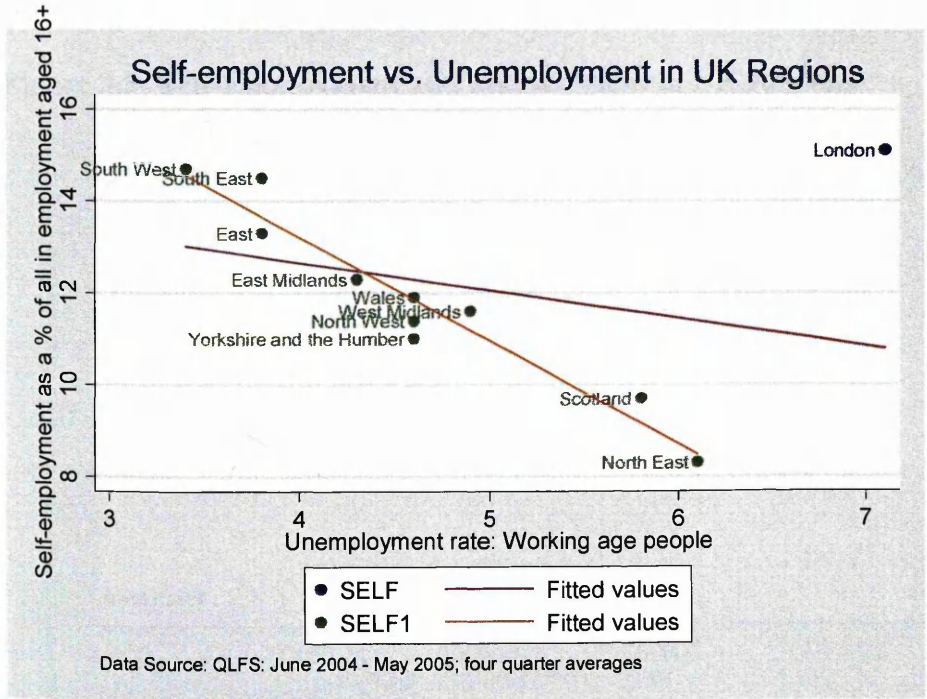 Self-employment vs. Unemployment in UK Regions
Self-employment as a % of all in employment aged 16+
16
14
12
10
8
London
South West
South East
East
East Midlands
Wales
West Midlands
North West
Yorkshire and the Humber
Scotland
North East
3 4 5 6 7
Unemployment rate: Working age people
SELF Fitted values
SELF1 Fitted values
Data Source: QLFS: June 2004 - May 2005; four quarter averages